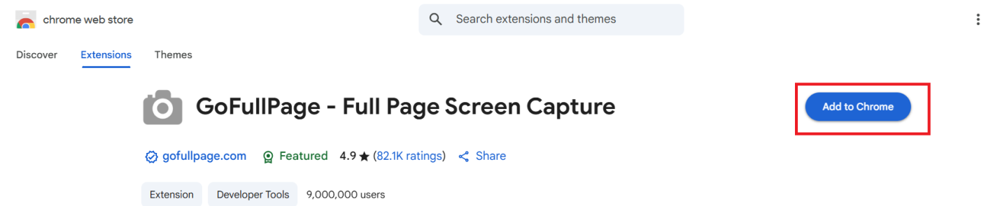 chrome web store
Search extensions and themes
Discover Extensions Themes
GoFullPage - Full Page Screen Capture
Add to Chrome
gofullpage.com Featured 4.9 ★ (82.1K ratings) Share
Extension Developer Tools 9,000,000 users